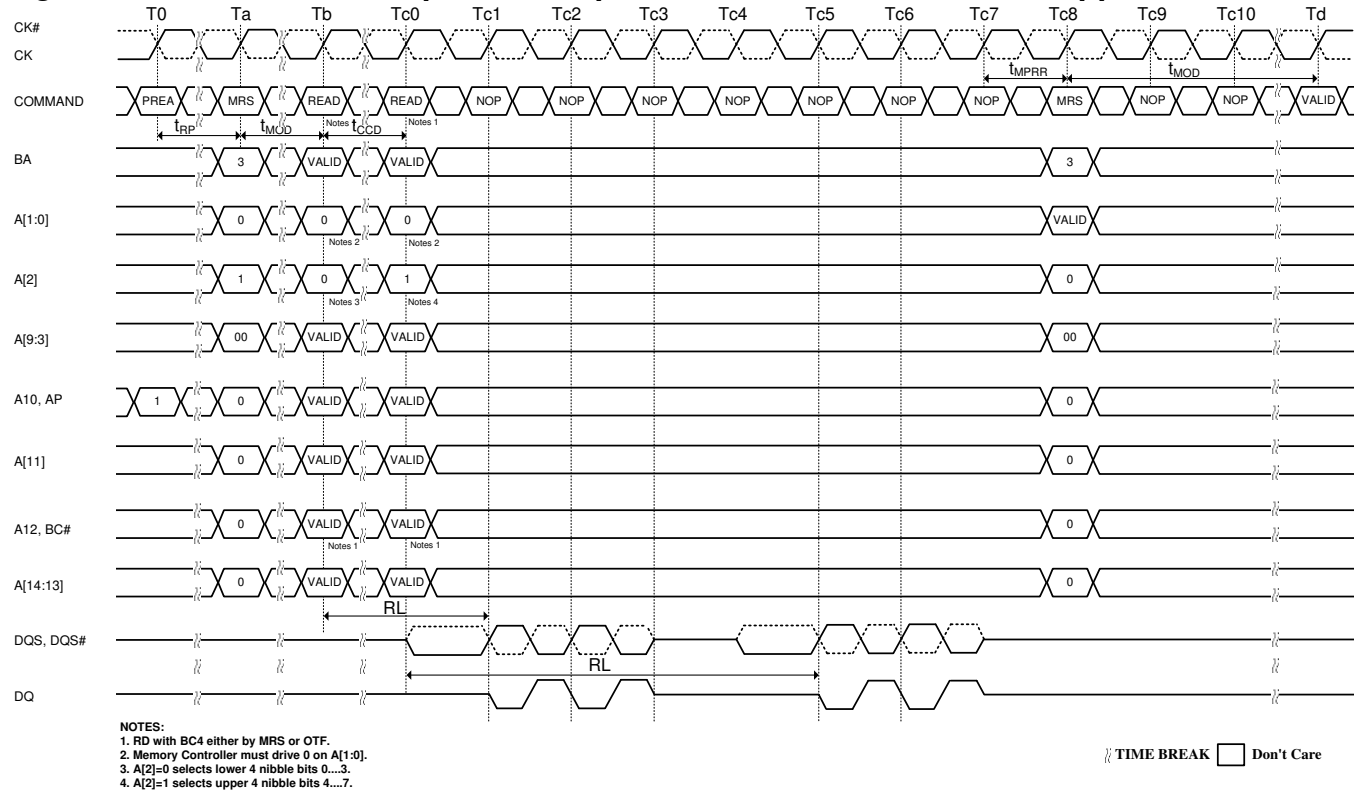 T0 Ta Tb Tc0 Tc1 Tc2 Tc3 Tc4 Tc5 Tc6 Tc7 Tc8 Tc9 Tc10 Td
CK#
CK
tMPRR tMOD
COMMAND PREA MRS READ READ NOP NOP NOP NOP NOP NOP NOP MRS NOP NOP VALID
Notes 1 Notes 1
tRP tMOD tCCD
BA 3 VALID VALID 3
A[1:0] 0 0 0 VALID
Notes 2 Notes 2
A[2] 1 0 1 0
Notes 3 Notes 4
A[9:3] 00 VALID VALID 00
A10, AP 1 0 VALID VALID 0
A[11] 0 VALID VALID 0
A12, BC# 0 VALID VALID 0
Notes 1 Notes 1
A[14:13] 0 VALID VALID 0
RL
DQS, DQS#
RL
DQ
NOTES:
1. RD with BC4 either by MRS or OTF.
2. Memory Controller must drive 0 on A[1:0].
3. A[2]=0 selects lower 4 nibble bits 0....3.
4. A[2]=1 selects upper 4 nibble bits 4....7.
TIME BREAK Don't Care